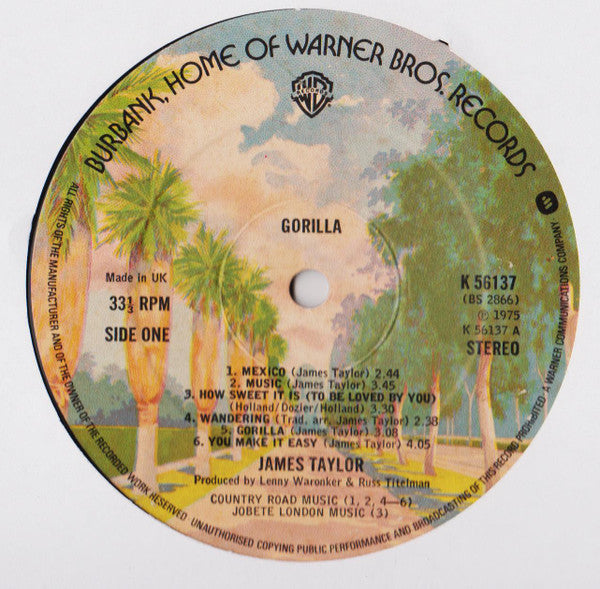 BURBANK, HOME OF WARNER BROS. RECORDS
GORILLA
Made in UK
33⅓ RPM
SIDE ONE
K 56137
(BS 2866)
℗ 1975
K 56137 A
STEREO
1. MEXICO (James Taylor) 2.44
2. MUSIC (James Taylor) 3.45
3. HOW SWEET IT IS (TO BE LOVED BY YOU)
(Holland/Dozier/Holland) 3.30
4. WANDERING (Trad. arr. James Taylor) 2.38
5. GORILLA (James Taylor) 3.08
6. YOU MAKE IT EASY (James Taylor) 4.05
JAMES TAYLOR
Produced by Lenny Waronker & Russ Titelman
COUNTRY ROAD MUSIC (1, 2, 4—6)
JOBETE LONDON MUSIC (3)
ALL RIGHTS OF THE MANUFACTURER AND OF THE OWNER OF THE RECORDED WORK RESERVED UNAUTHORISED COPYING PUBLIC PERFORMANCE AND BROADCASTING OF THIS RECORD PROHIBITED. A WARNER COMMUNICATIONS COMPANY